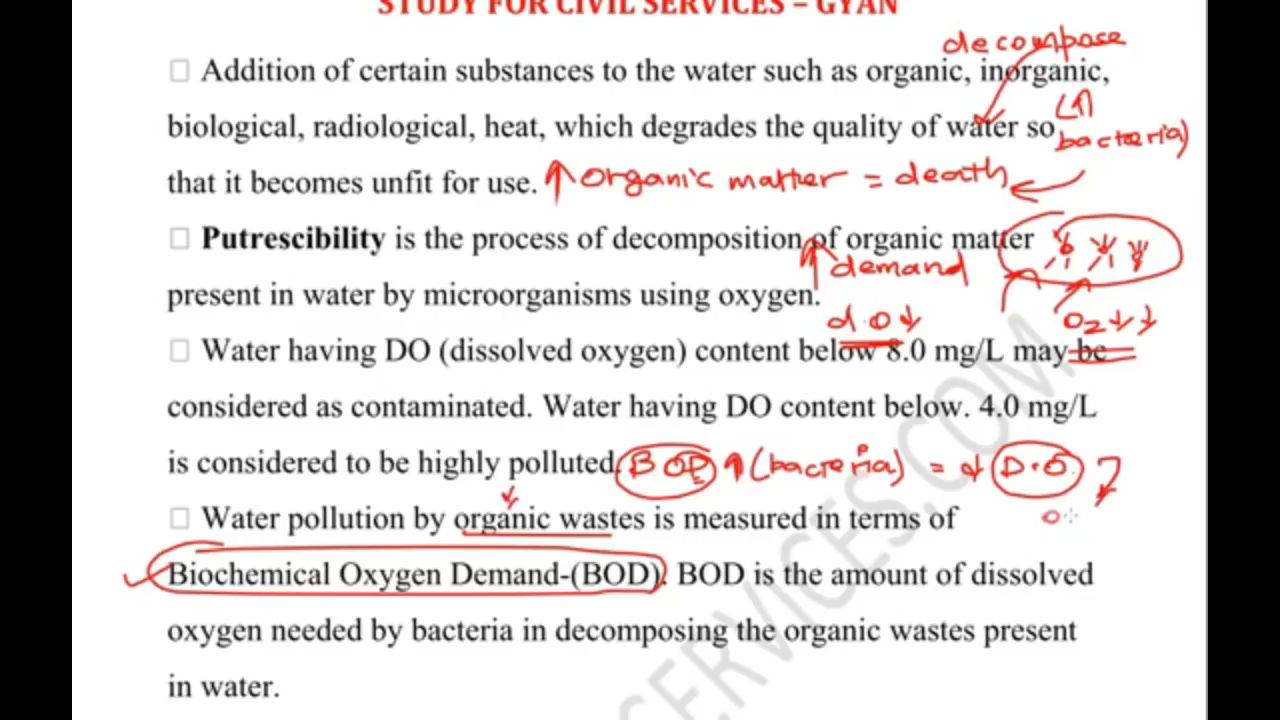 STUDY FOR CIVIL SERVICES – GYAN
decompose
Addition of certain substances to the water such as organic, inorganic,
biological, radiological, heat, which degrades the quality of water so
(↑
bacteria)
that it becomes unfit for use. ↑ organic matter = death
Putrescibility is the process of decomposition of organic matter
↑ demand
present in water by microorganisms using oxygen.
d.O↓
O2↓↓
Water having DO (dissolved oxygen) content below 8.0 mg/L may be
considered as contaminated. Water having DO content below. 4.0 mg/L
is considered to be highly polluted. BOD ↑ (bacteria) = ↓ D.O
Water pollution by organic wastes is measured in terms of
Biochemical Oxygen Demand-(BOD). BOD is the amount of dissolved
oxygen needed by bacteria in decomposing the organic wastes present
in water.
SERVICES.COM